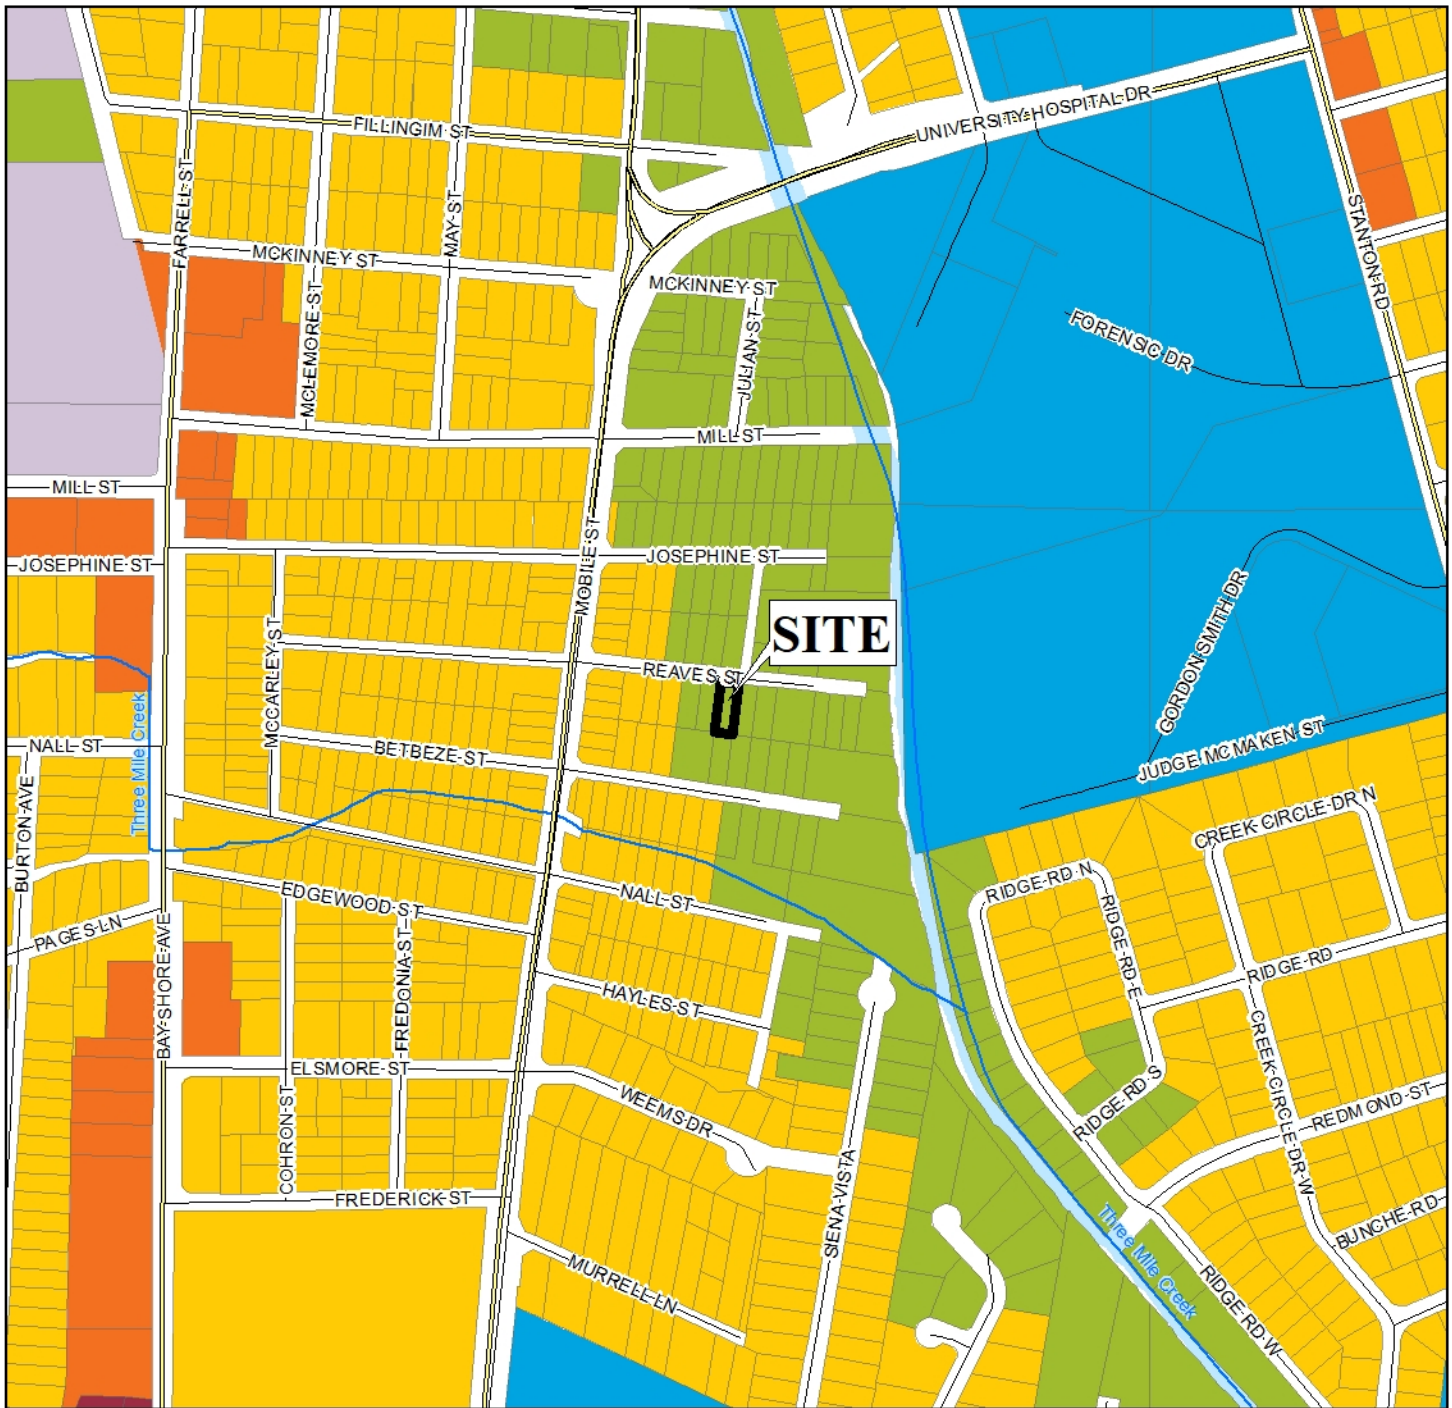 UNIVERSITY HOSPITAL DR
FILLINGIM ST
FARRELL ST
MAY ST
STANTON RD
MCKINNEY ST
MCKINNEY ST
MCLEMORE ST
JULIAN ST
FORENSIC DR
MILL ST
MILL ST
JOSEPHINE ST
JOSEPHINE ST
MOBILE ST
GORDON SMITH DR
SITE
MCCARLEY ST
REAVES ST
Three Mile Creek
NALL ST
BETBEZE ST
JUDGE MCMAKEN ST
BURTON AVE
CREEK CIRCLE DR N
RIDGE RD N
EDGEWOOD ST
NALL ST
PAGES LN
BAY SHORE AVE
FREDONIA ST
RIDGE RD E
RIDGE RD
HAYLES ST
ELSMORE ST
COHRON ST
WEEMS DR
RIDGE RD S
CREEK CIRCLE DR W
REDMOND ST
FREDERICK ST
SIENA VISTA
Three Mile Creek
BUNCHE RD
MURRELL LN
RIDGE RD W